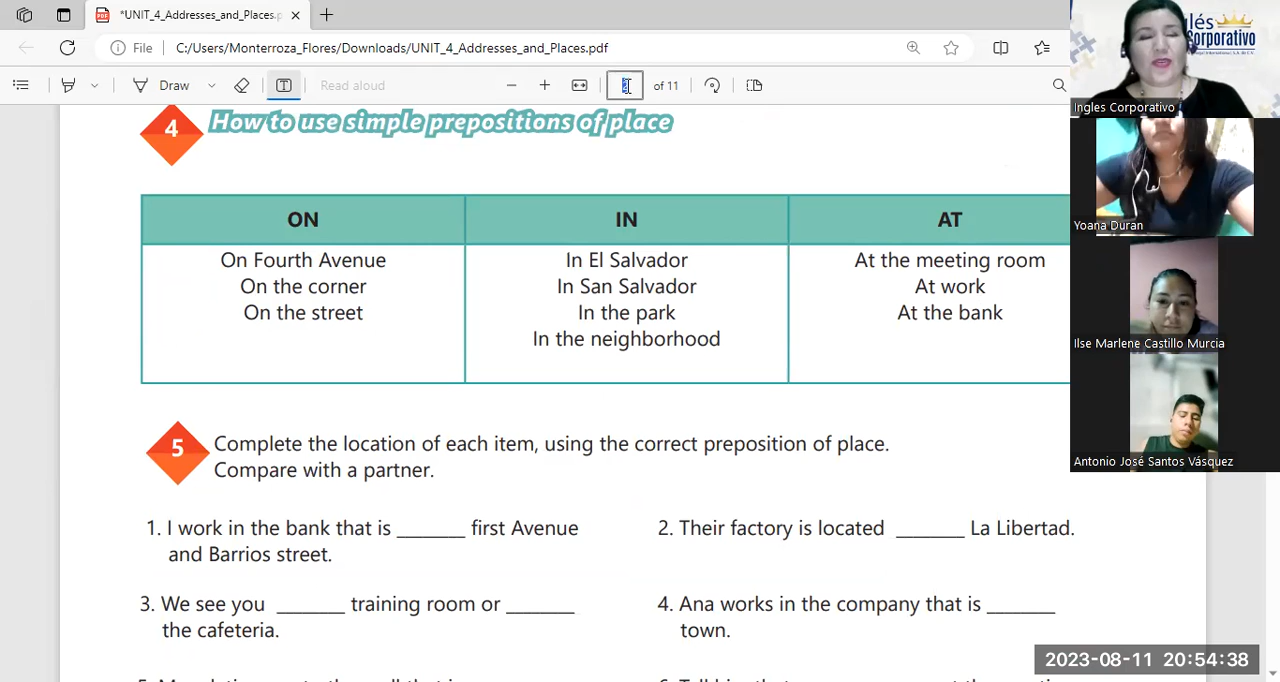 *UNIT_4_Addresses_and_Places.p
File
C:/Users/Monterroza_Flores/Downloads/UNIT_4_Addresses_and_Places.pdf
Draw
Read aloud
2
of 11
4
How to use simple prepositions of place
ON
IN
AT
On Fourth Avenue
On the corner
On the street
In El Salvador
In San Salvador
In the park
In the neighborhood
At the meeting room
At work
At the bank
5
Complete the location of each item, using the correct preposition of place.
Compare with a partner.
1. I work in the bank that is _______ first Avenue
and Barrios street.
2. Their factory is located _______ La Libertad.
3. We see you _______ training room or _______
the cafeteria.
4. Ana works in the company that is _______
town.
Corporativo
Ingles Corporativo
Yoana Duran
Ilse Marlene Castillo Murcia
Antonio José Santos Vásquez
2023-08-11 20:54:38